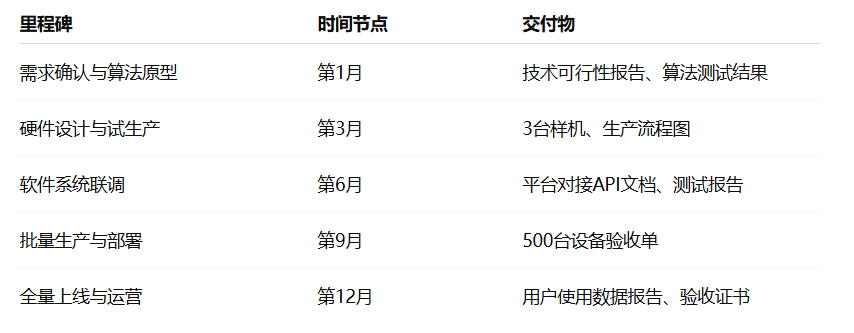 里程碑 时间节点 交付物
需求确认与算法原型 第1月 技术可行性报告、算法测试结果
硬件设计与试生产 第3月 3台样机、生产流程图
软件系统联调 第6月 平台对接API文档、测试报告
批量生产与部署 第9月 500台设备验收单
全量上线与运营 第12月 用户使用数据报告、验收证书